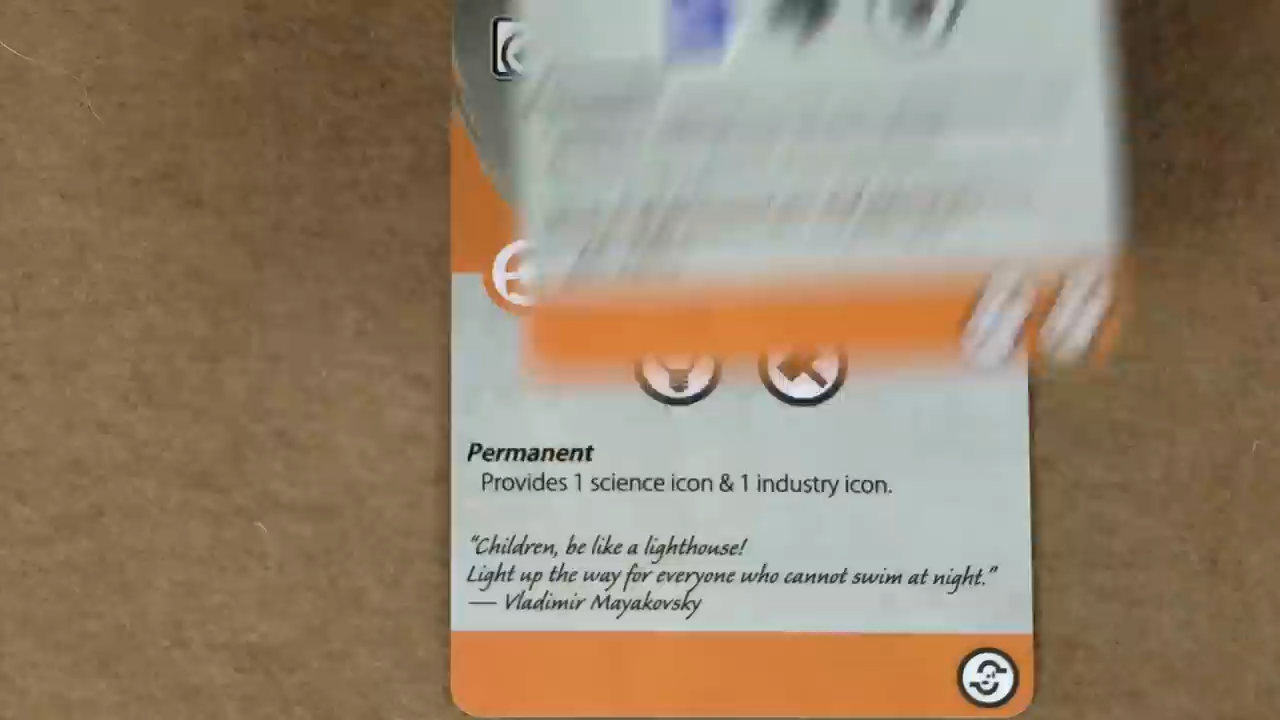 Permanent
Provides 1 science icon & 1 industry icon.
"Children, be like a lighthouse!
Light up the way for everyone who cannot swim at night."
— Vladimir Mayakovsky